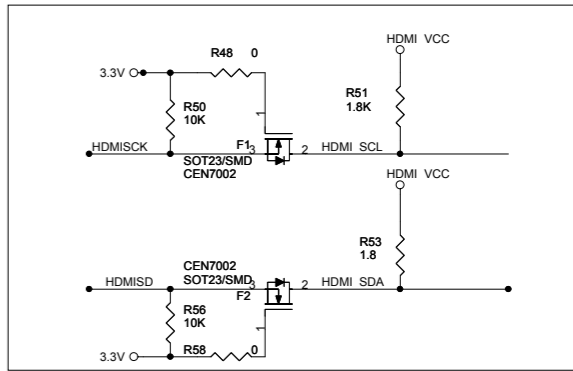 R48 0
HDMI VCC
3.3V
R51
1.8K
R50
10K
1
HDMISCK
F1
3
2
HDMI SCL
SOT23/SMD
CEN7002
HDMI VCC
R53
1.8
CEN7002
SOT23/SMD
HDMISD
3
2
HDMI SDA
F2
R56
10K
1
R58 0
3.3V